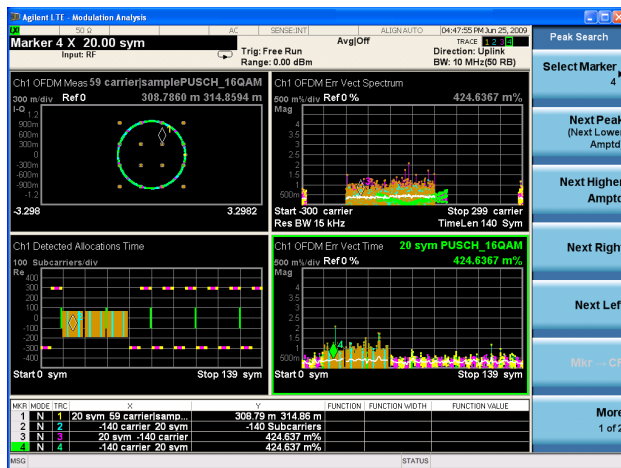 Agilent LTE - Modulation Analysis
LXI 50 Ω AC SENSE:INT ALIGN AUTO 04:47:55 PM Jun 25, 2009
Marker 4 X 20.00 sym
Input: RF
Trig: Free Run
Range: 0.00 dBm
Avg|Off
TRACE 1 2 3 4
Direction: Uplink
BW: 10 MHz(50 RB)
Peak Search
Select Marker
4
Next Peak
(Next Lower
Amptd)
Next Higher
Amptd
Next Right
Next Left
Mkr → CF
More
1 of 2
Ch1 OFDM Meas 59 carrier|samplePUSCH_16QAM
300 m/div Ref 0 308.7860 m 314.8594 m
I-Q
1.2
900m
600m
300m
0
-300m
-600m
-900m
-1.2
1
-3.298 3.2982
Ch1 OFDM Err Vect Spectrum
500 m%/div Ref 0 % 424.6367 m%
Mag
4
3.5
3
2.5
2
1.5
1
500m
Start -300 carrier Stop 299 carrier
Res BW 15 kHz TimeLen 140 Sym
Ch1 Detected Allocations Time
100 Subcarriers/div
Re
400
300
200
100
0
-100
-200
-300
-400
Start 0 sym Stop 139 sym
Ch1 OFDM Err Vect Time 20 sym PUSCH_16QAM
500 m%/div Ref 0 % 424.6367 m%
Mag
4
3.5
3
2.5
2
1.5
1
500m
4
Start 0 sym Stop 139 sym
MKR MODE TRC X Y FUNCTION FUNCTION WIDTH FUNCTION VALUE
1 N 1 20 sym 59 carrier|samp... 308.79 m 314.86 m
2 N 2 -140 carrier 20 sym -140 Subcarriers
3 N 3 20 sym -140 carrier 424.637 m%
4 N 4 -140 carrier 20 sym 424.637 m%
MSG STATUS